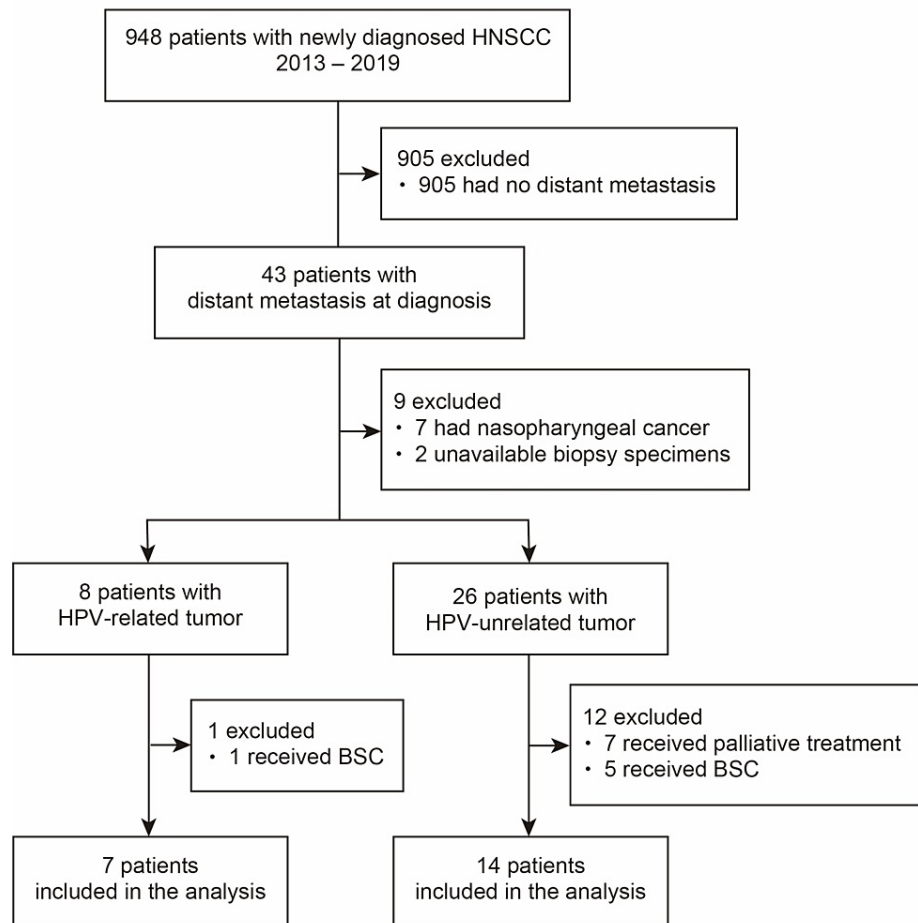 948 patients with newly diagnosed HNSCC
2013 – 2019
905 excluded
・ 905 had no distant metastasis
43 patients with
distant metastasis at diagnosis
9 excluded
・ 7 had nasopharyngeal cancer
・ 2 unavailable biopsy specimens
8 patients with
HPV-related tumor
26 patients with
HPV-unrelated tumor
1 excluded
・ 1 received BSC
12 excluded
・ 7 received palliative treatment
・ 5 received BSC
7 patients
included in the analysis
14 patients
included in the analysis